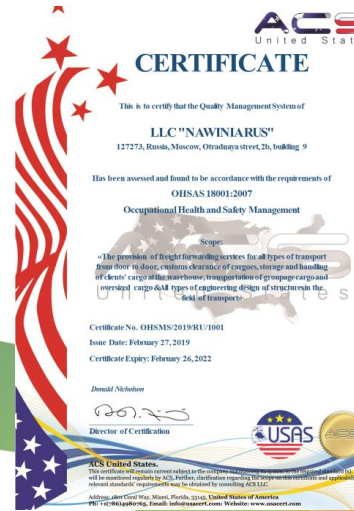 ACS
United Stat
CERTIFICATE
This is to certify that the Quality Management System of
LLC "NAWINIARUS"
127273, Russia, Moscow, Otradnaya street, 2b, building 9
Has been assessed and found to be accordance with the requirements of
OHSAS 18001:2007
Occupational Health and Safety Management
Scope:
«The provision of freight forwarding services for all types of transport
from door to door, customs clearance of cargoes, storage and handling
of clients' cargo at the warehouse, transportation of groupage cargo and
oversized cargo &All types of engineering design of structures in the
field of transport»
Certificate No. OHSMS/2019/RU/1001
Issue Date: February 27, 2019
Certificate Expiry: February 26, 2022
Donald Nicholson
Director of Certification
USAS
ACS United States.
This certificate will remain current subject to the company maintaining its system to the required standard(s)
will be monitored regularly by ACS. Further, clarification regarding the scope of this certificate and applicabili
relevant standards' requirements may be obtained by consulting ACS LLC
Address: 1801 Coral Way, Miami, Florida, 33145, United States of America
Ph: +1(786)4980765, Email: info@usacert.com Website: www.usacert.com